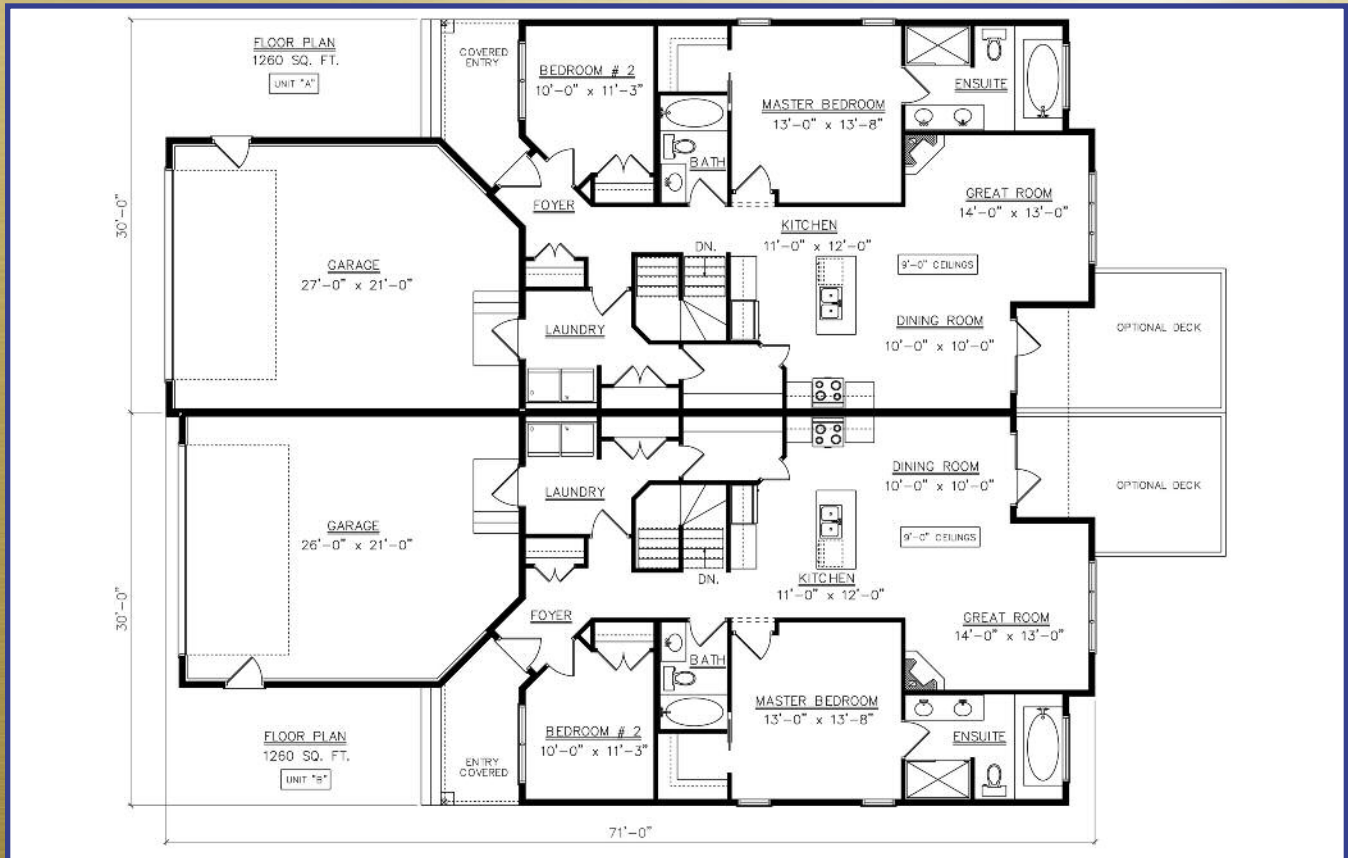 FLOOR PLAN
1260 SQ. FT.
UNIT "A"
COVERED
ENTRY
BEDROOM # 2
10'-0" x 11'-3"
MASTER BEDROOM
13'-0" x 13'-8"
ENSUITE
BATH
FOYER
GREAT ROOM
14'-0" x 13'-0"
KITCHEN
11'-0" x 12'-0"
DN.
9'-0" CEILINGS
30'-0"
GARAGE
27'-0" x 21'-0"
LAUNDRY
DINING ROOM
10'-0" x 10'-0"
OPTIONAL DECK
DINING ROOM
10'-0" x 10'-0"
OPTIONAL DECK
LAUNDRY
GARAGE
26'-0" x 21'-0"
9'-0" CEILINGS
DN.
KITCHEN
11'-0" x 12'-0"
30'-0"
FOYER
GREAT ROOM
14'-0" x 13'-0"
BATH
MASTER BEDROOM
13'-0" x 13'-8"
FLOOR PLAN
1260 SQ. FT.
UNIT "B"
ENTRY
COVERED
BEDROOM # 2
10'-0" x 11'-3"
ENSUITE
71'-0"